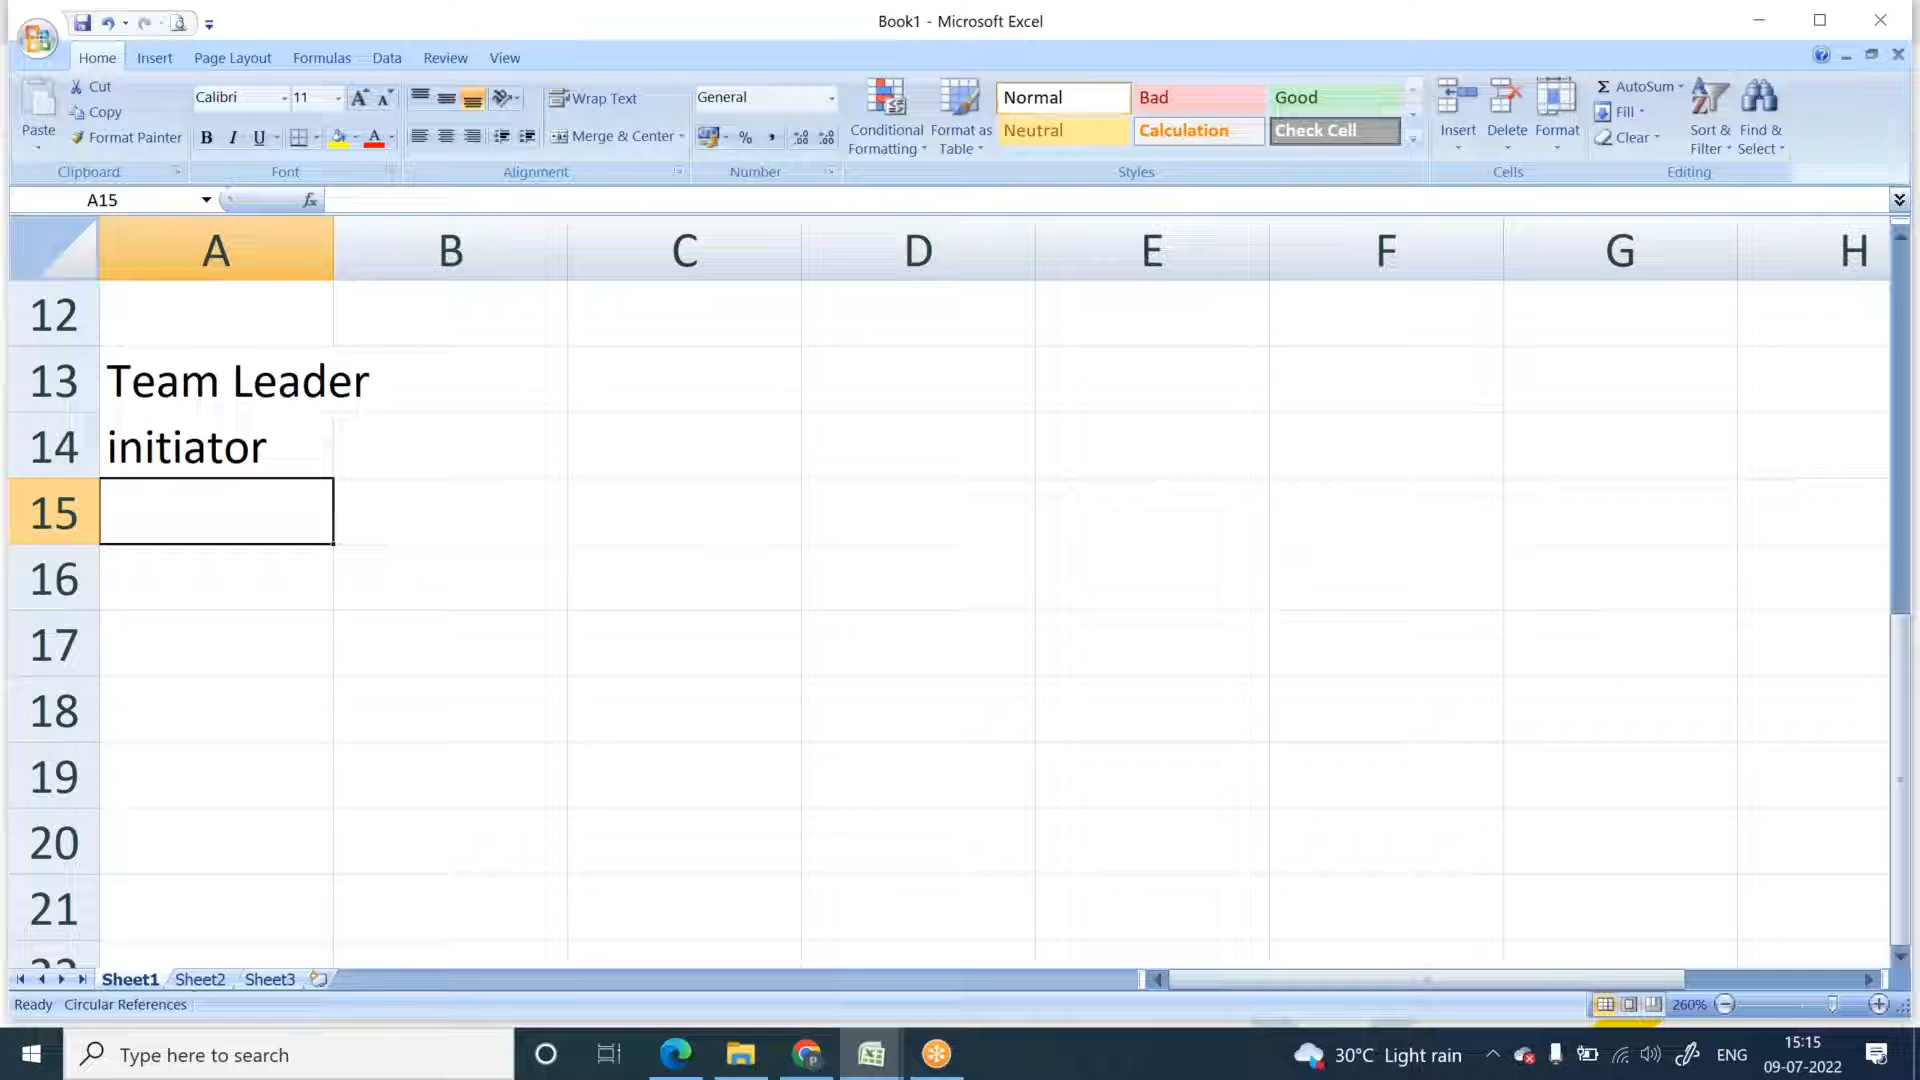 Book1 - Microsoft Excel
Home Insert Page Layout Formulas Data Review View
Paste
Cut
Copy
Format Painter
Clipboard
Calibri 11
B I U
Font
Wrap Text
Merge & Center
Alignment
General
% ,
Number
Conditional Formatting
Format as Table
Normal Bad Good
Neutral Calculation Check Cell
Styles
Insert Delete Format
Cells
Σ AutoSum
Fill
Clear
Sort & Filter
Find & Select
Editing
A15 fx
A B C D E F G H
12
13 Team Leader
14 initiator
15
16
17
18
19
20
21
22
Sheet1 Sheet2 Sheet3
Ready Circular References 260%
Type here to search
30°C Light rain
ENG
15:15
09-07-2022